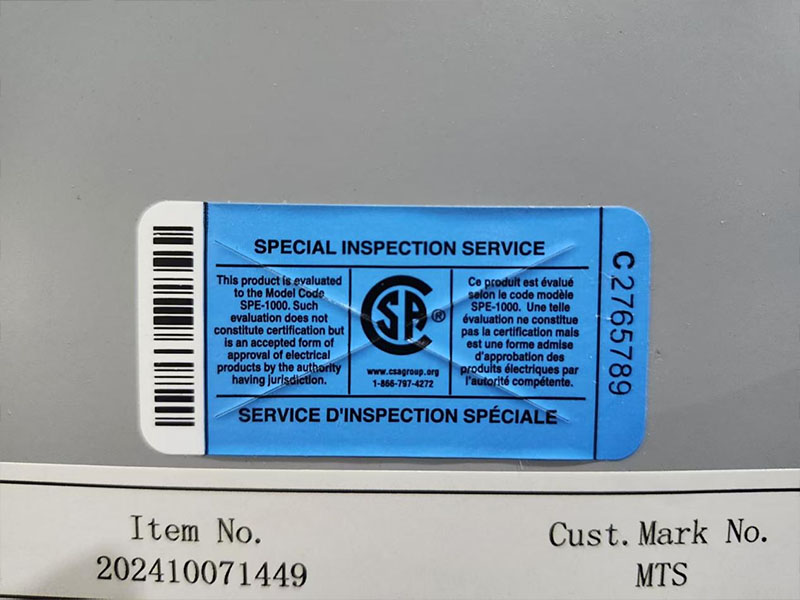 SPECIAL INSPECTION SERVICE
This product is evaluated
to the Model Code
SPE-1000. Such
evaluation does not
constitute certification but
is an accepted form of
approval of electrical
products by the authority
having jurisdiction.
CSA®
www.csagroup.org
1-866-797-4272
Ce produit est évalué
selon le code modèle
SPE-1000. Une telle
évaluation ne constitue
pas la certification mais
est une forme admise
d'approbation des
produits électriques par
l'autorité compétente.
SERVICE D'INSPECTION SPÉCIALE
C2765789
Item No.
202410071449
Cust.Mark No.
MTS